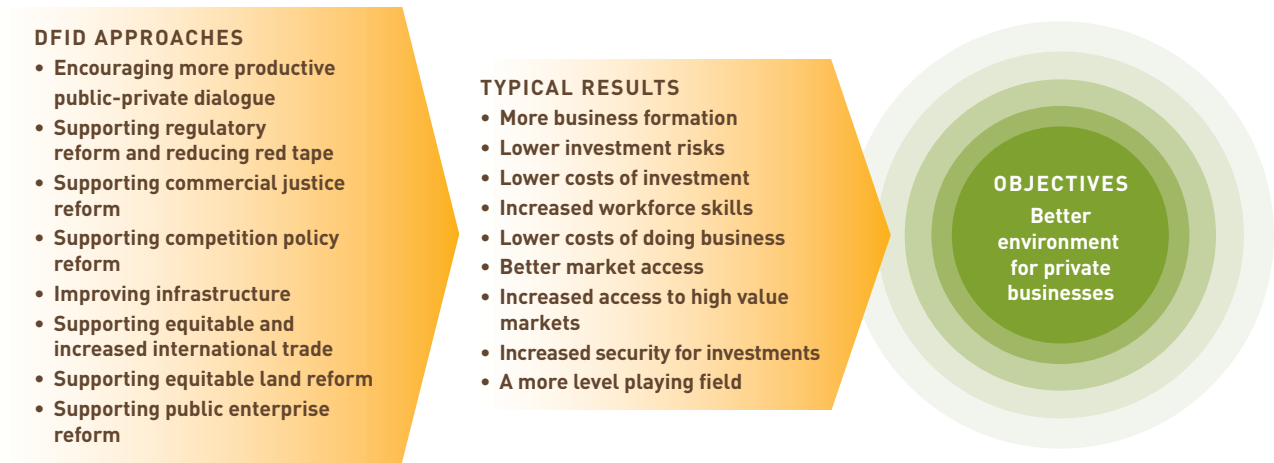 DFID APPROACHES
• Encouraging more productive
public-private dialogue
• Supporting regulatory
reform and reducing red tape
• Supporting commercial justice
reform
• Supporting competition policy
reform
• Improving infrastructure
• Supporting equitable and
increased international trade
• Supporting equitable land reform
• Supporting public enterprise
reform
TYPICAL RESULTS
• More business formation
• Lower investment risks
• Lower costs of investment
• Increased workforce skills
• Lower costs of doing business
• Better market access
• Increased access to high value
markets
• Increased security for investments
• A more level playing field
OBJECTIVES
Better
environment
for private
businesses